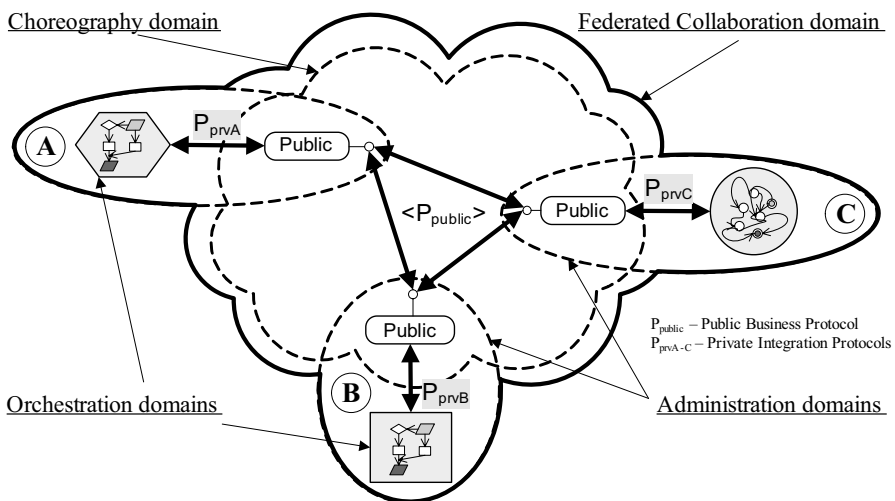 Choreography domain
Federated Collaboration domain
A
P_prvA
Public
<P_public>
Public
P_prvC
C
Public
B
P_prvB
P_public – Public Business Protocol
P_prvA-C – Private Integration Protocols
Orchestration domains
Administration domains